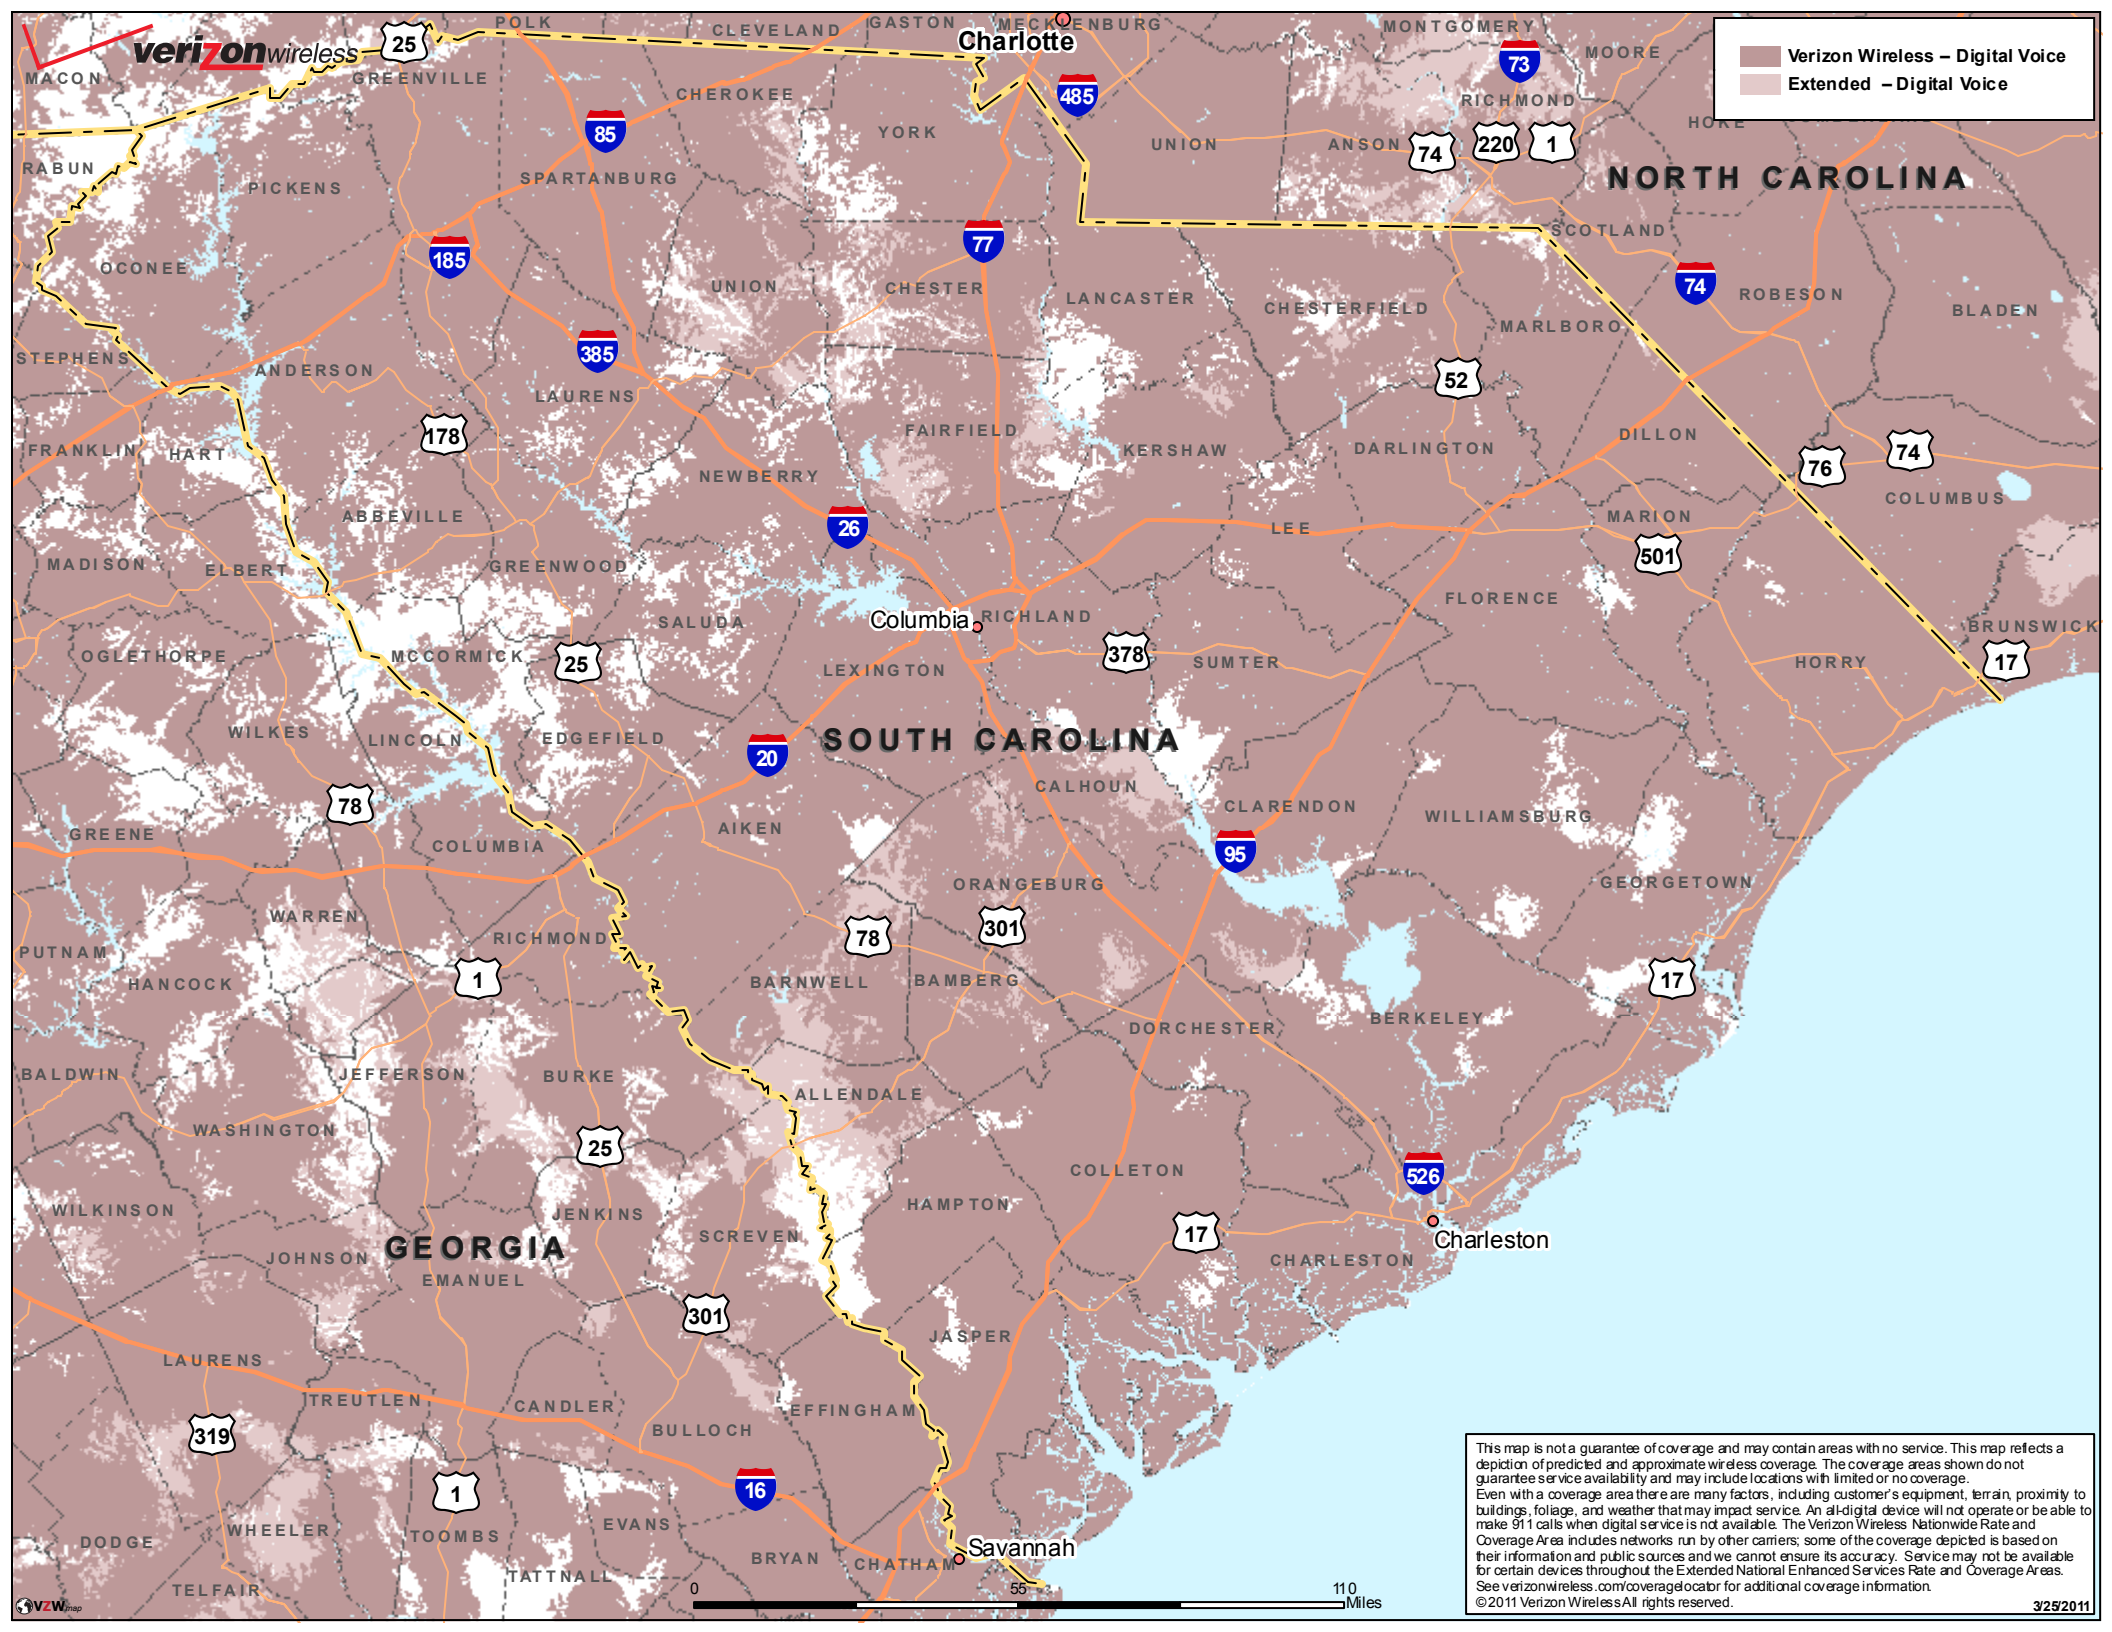 verizonwireless
Verizon Wireless – Digital Voice
Extended – Digital Voice
POLK
CLEVELAND
GASTON
MECKLENBURG
MONTGOMERY
MOORE
25
Charlotte
73
MACON
GREENVILLE
CHEROKEE
485
RICHMOND
HOKE
85
YORK
UNION
ANSON
74
220
1
RABUN
PICKENS
SPARTANBURG
NORTH CAROLINA
SCOTLAND
77
185
OCONEE
UNION
CHESTER
LANCASTER
CHESTERFIELD
74
ROBESON
BLADEN
MARLBORO
STEPHENS
ANDERSON
385
LAURENS
52
178
FRANKLIN
HART
FAIRFIELD
KERSHAW
DARLINGTON
DILLON
76
74
NEWBERRY
COLUMBUS
ABBEVILLE
26
LEE
MARION
501
MADISON
ELBERT
GREENWOOD
FLORENCE
Columbia
RICHLAND
SALUDA
BRUNSWICK
OGLETHORPE
MCCORMICK
25
LEXINGTON
378
SUMTER
HORRY
17
WILKES
LINCOLN
EDGEFIELD
20
SOUTH CAROLINA
CALHOUN
78
CLARENDON
WILLIAMSBURG
GREENE
COLUMBIA
AIKEN
95
ORANGEBURG
GEORGETOWN
WARREN
RICHMOND
78
301
PUTNAM
HANCOCK
1
BARNWELL
BAMBERG
17
DORCHESTER
BERKELEY
BALDWIN
JEFFERSON
BURKE
ALLENDALE
WASHINGTON
25
COLLETON
526
WILKINSON
JENKINS
HAMPTON
SCREVEN
17
Charleston
JOHNSON
GEORGIA
CHARLESTON
EMANUEL
301
JASPER
LAURENS
TREUTLEN
CANDLER
EFFINGHAM
319
BULLOCH
1
16
WHEELER
TOOMBS
EVANS
DODGE
BRYAN
CHATHAM
Savannah
TATTNALL
TELFAIR
0 55 110
Miles
VZWmap
This map is not a guarantee of coverage and may contain areas with no service. This map reflects a
depiction of predicted and approximate wireless coverage. The coverage areas shown do not
guarantee service availability and may include locations with limited or no coverage.
Even with a coverage area there are many factors, including customer's equipment, terrain, proximity to
buildings, foliage, and weather that may impact service. An all-digital device will not operate or be able to
make 911 calls when digital service is not available. The Verizon Wireless Nationwide Rate and
Coverage Area includes networks run by other carriers; some of the coverage depicted is based on
their information and public sources and we cannot ensure its accuracy. Service may not be available
for certain devices throughout the Extended National Enhanced Services Rate and Coverage Areas.
See verizonwireless.com/coveragelocator for additional coverage information.
©2011 Verizon Wireless All rights reserved.
3/25/2011